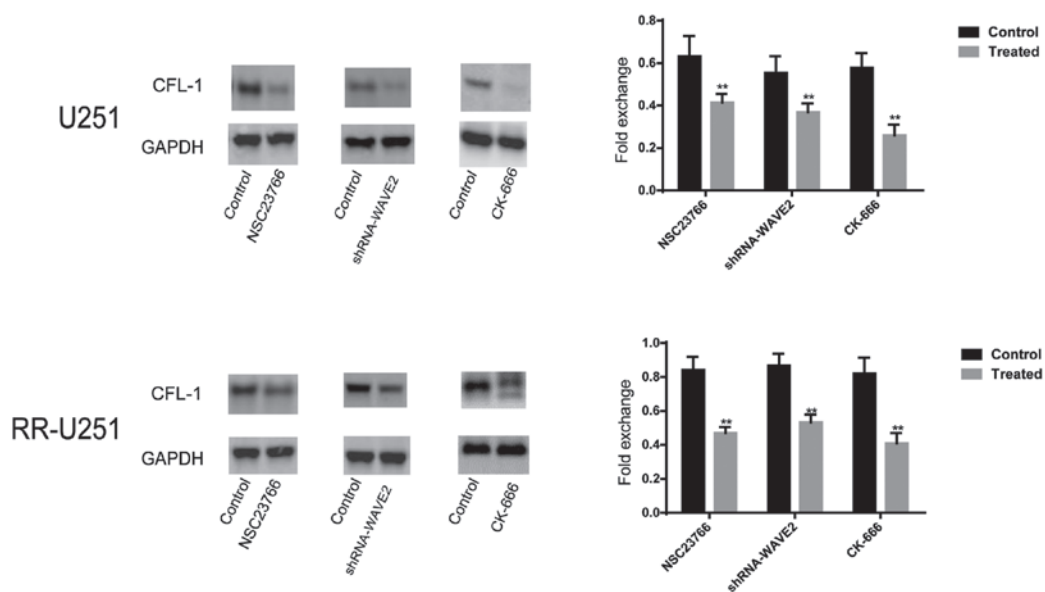 U251
CFL-1
GAPDH
Control
NSC23766
Control
shRNA-WAVE2
Control
CK-666
Fold exchange
0.8
0.6
0.4
0.2
0.0
**
**
**
NSC23766
shRNA-WAVE2
CK-666
Control
Treated
RR-U251
CFL-1
GAPDH
Control
NSC23766
Control
shRNA-WAVE2
Control
CK-666
Fold exchange
1.0
0.8
0.6
0.4
0.2
0.0
**
**
**
NSC23766
shRNA-WAVE2
CK-666
Control
Treated